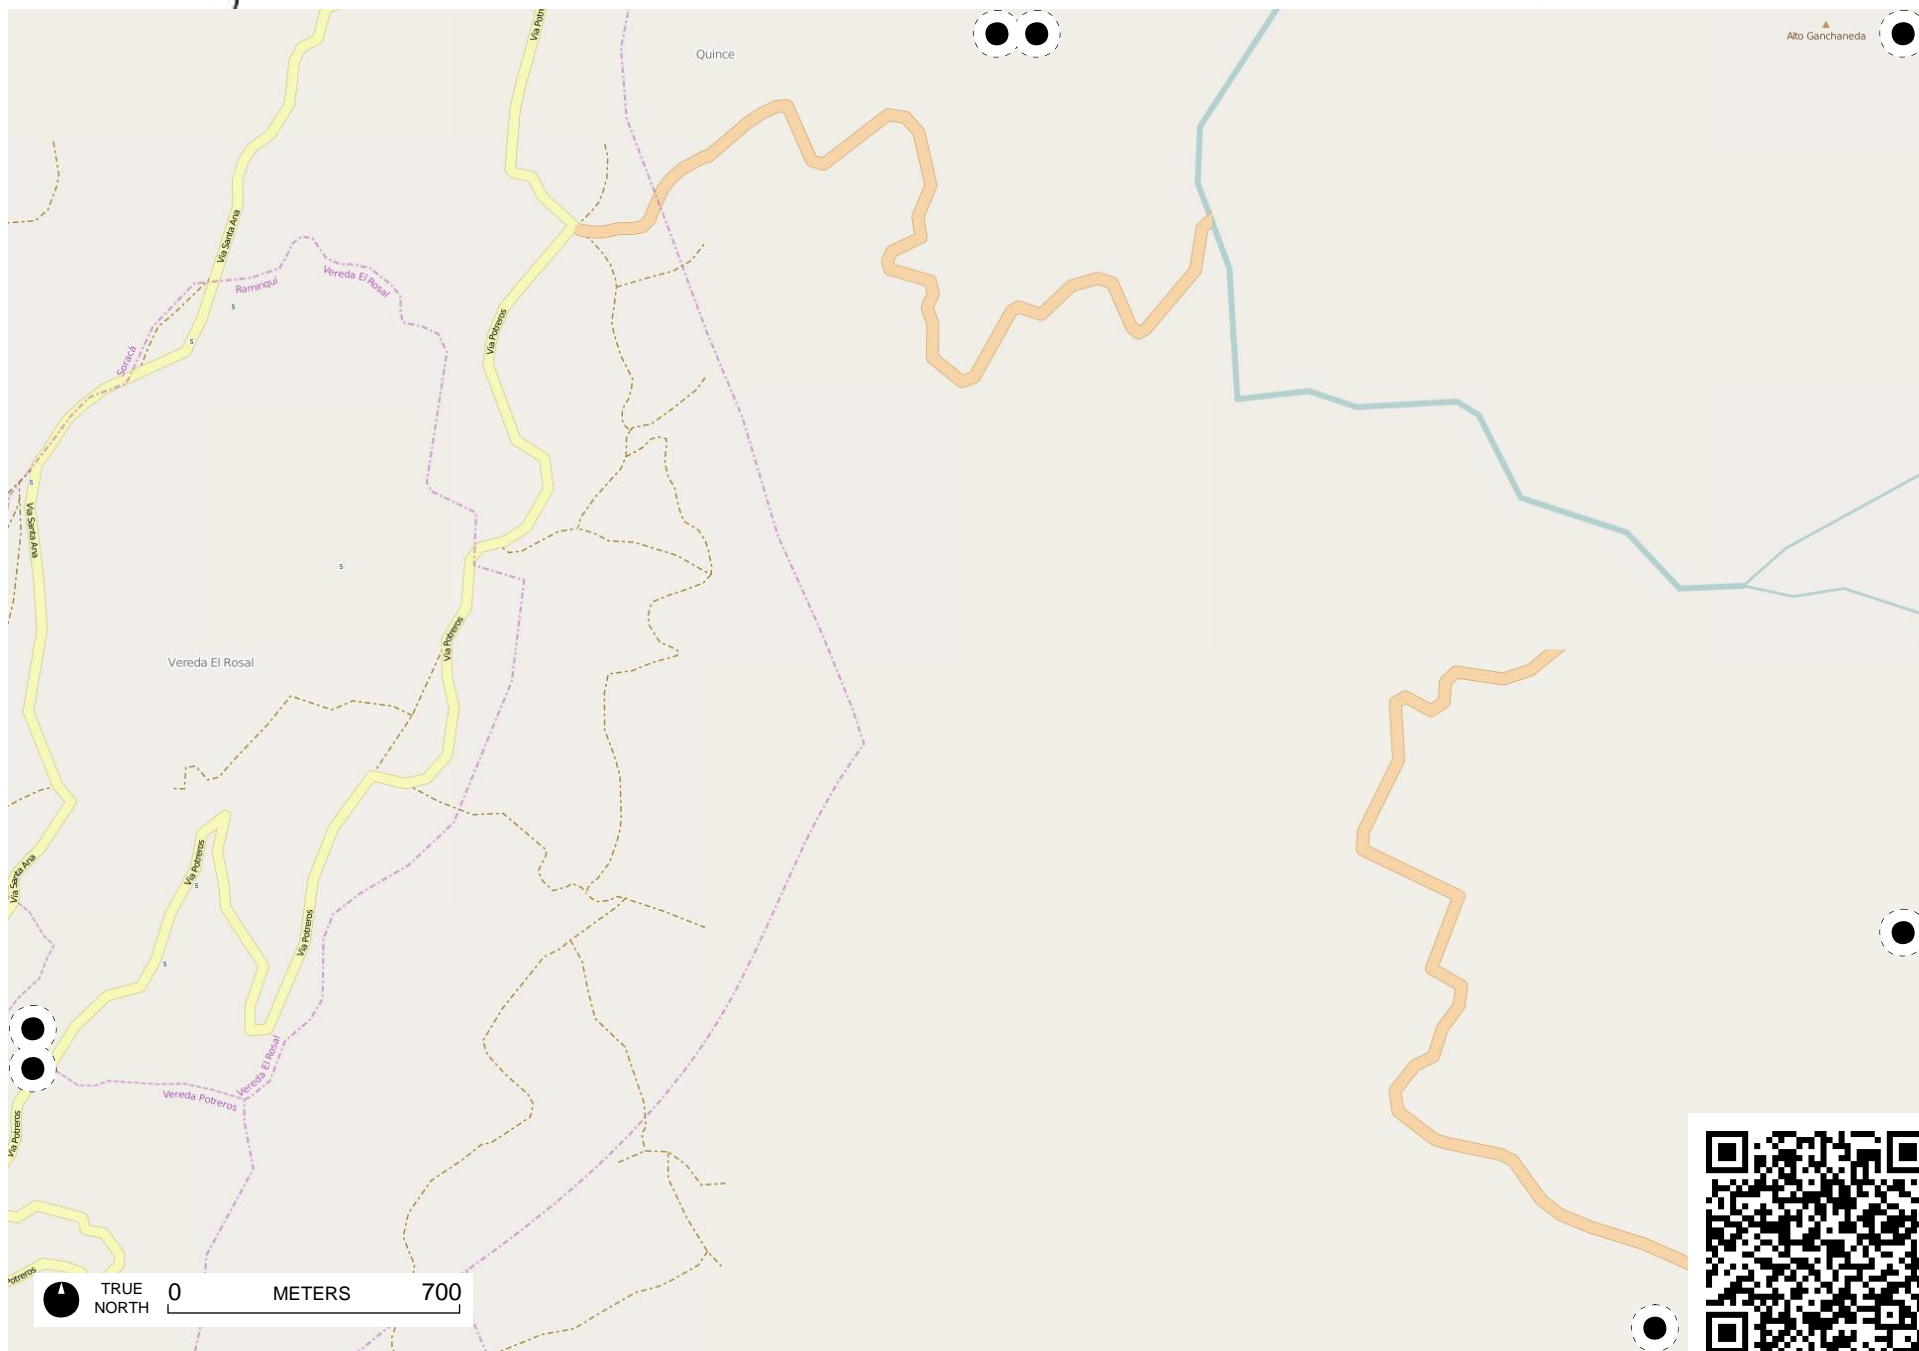 Vía Potr
Quince
Alto Ganchaneda
Vía Santa Ana
Ramiriquí
Vereda El Rosal
Soracá
Vía Potreros
Vía Santa Ana
Vía Potreros
Vereda El Rosal
Vía Potreros
Vía Santa Ana
Vía Potreros
Vereda El Rosal
Vereda Potreros
Vía Potreros
Potreros
TRUE
NORTH
0 METERS 700
s
s
s
s
s
s